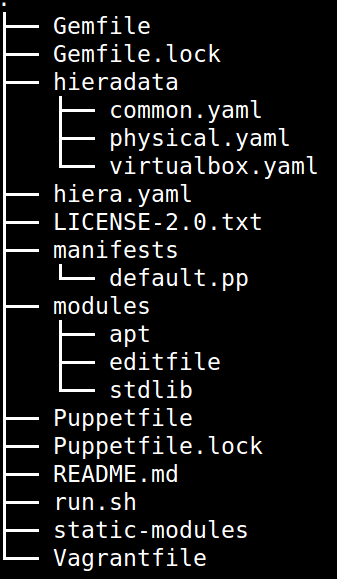 .
Gemfile
Gemfile.lock
hieradata
common.yaml
physical.yaml
virtualbox.yaml
hiera.yaml
LICENSE-2.0.txt
manifests
default.pp
modules
apt
editfile
stdlib
Puppetfile
Puppetfile.lock
README.md
run.sh
static-modules
Vagrantfile